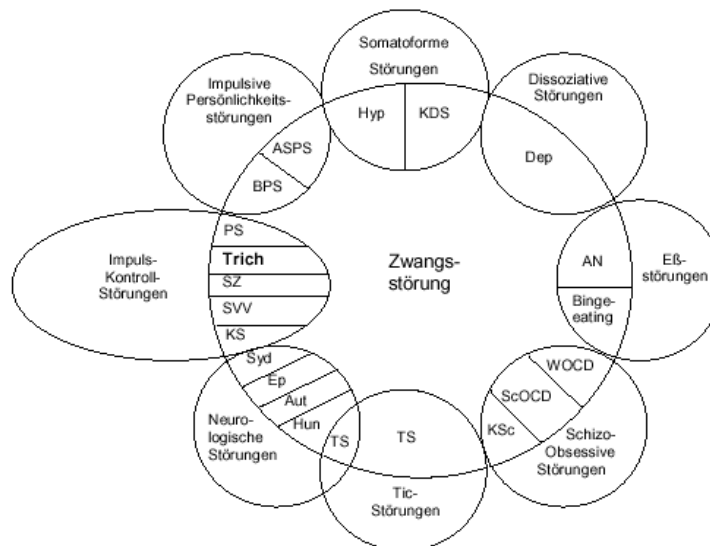 Somatoforme
Störungen
Hyp
KDS
Dissoziative
Störungen
Dep
Impulsive
Persönlichkeits-
störungen
ASPS
BPS
PS
Trich
SZ
SVV
KS
Impuls-
Kontroll-
Störungen
Zwangs-
störung
AN
Binge-
eating
Eß-
störungen
Syd
Ep
Aut
Hun
TS
Neuro-
logische
Störungen
TS
Tic-
Störungen
WOCD
ScOCD
KSc
Schizo-
Obsessive
Störungen